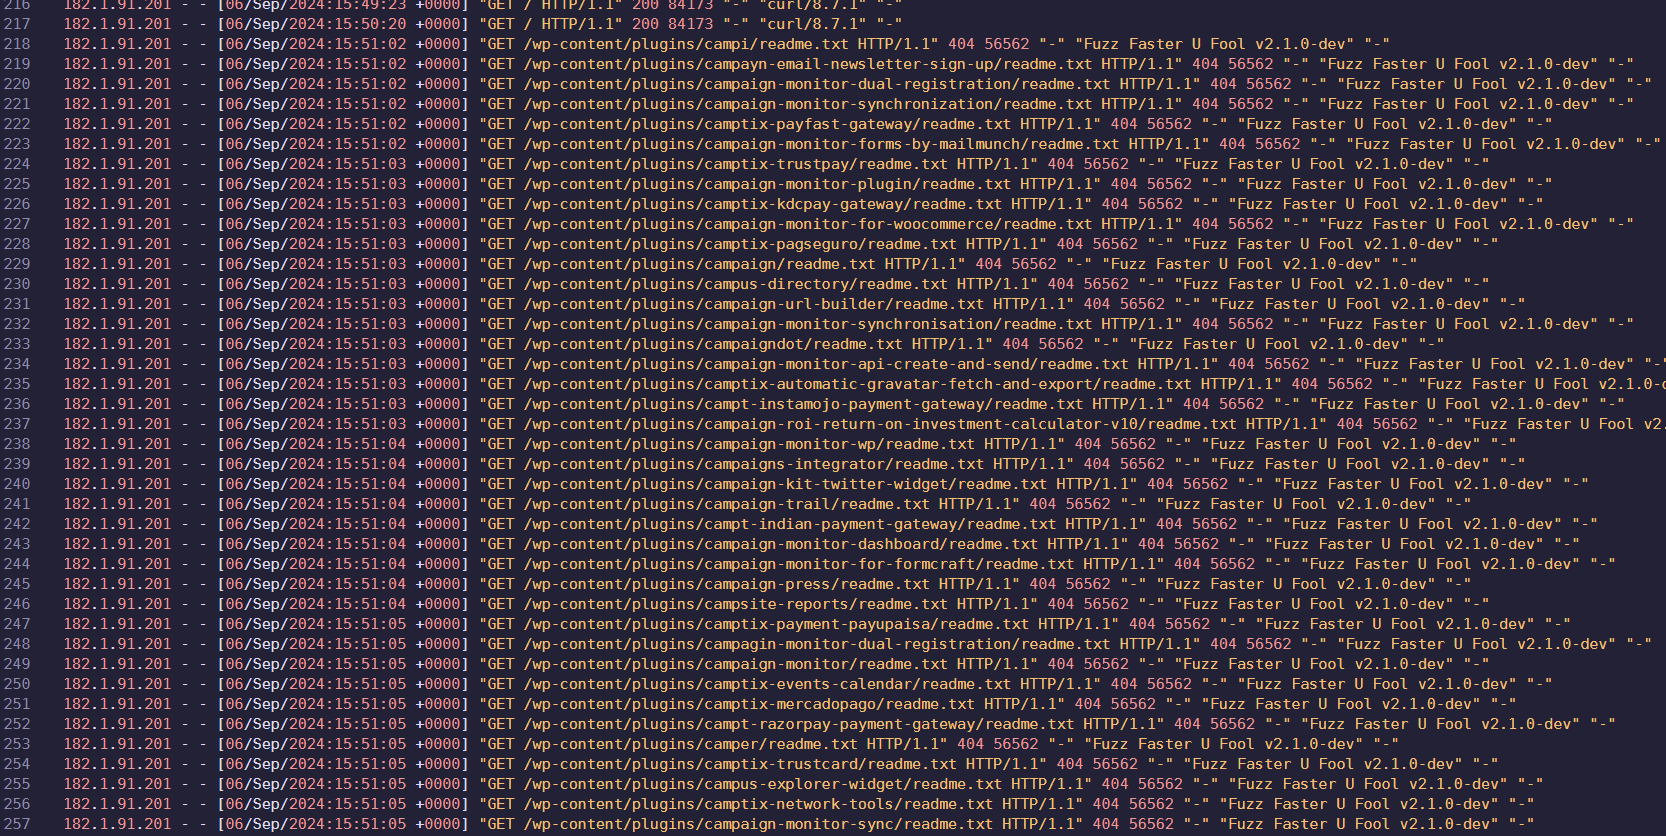 216 182.1.91.201 - - [06/Sep/2024:15:49:23 +0000] "GET / HTTP/1.1" 200 84173 "-" "curl/8.7.1" "-"
217 182.1.91.201 - - [06/Sep/2024:15:50:20 +0000] "GET / HTTP/1.1" 200 84173 "-" "curl/8.7.1" "-"
218 182.1.91.201 - - [06/Sep/2024:15:51:02 +0000] "GET /wp-content/plugins/campi/readme.txt HTTP/1.1" 404 56562 "-" "Fuzz Faster U Fool v2.1.0-dev" "-"
219 182.1.91.201 - - [06/Sep/2024:15:51:02 +0000] "GET /wp-content/plugins/campayn-email-newsletter-sign-up/readme.txt HTTP/1.1" 404 56562 "-" "Fuzz Faster U Fool v2.1.0-dev" "-"
220 182.1.91.201 - - [06/Sep/2024:15:51:02 +0000] "GET /wp-content/plugins/campaign-monitor-dual-registration/readme.txt HTTP/1.1" 404 56562 "-" "Fuzz Faster U Fool v2.1.0-dev" "-"
221 182.1.91.201 - - [06/Sep/2024:15:51:02 +0000] "GET /wp-content/plugins/campaign-monitor-synchronization/readme.txt HTTP/1.1" 404 56562 "-" "Fuzz Faster U Fool v2.1.0-dev" "-"
222 182.1.91.201 - - [06/Sep/2024:15:51:02 +0000] "GET /wp-content/plugins/camptix-payfast-gateway/readme.txt HTTP/1.1" 404 56562 "-" "Fuzz Faster U Fool v2.1.0-dev" "-"
223 182.1.91.201 - - [06/Sep/2024:15:51:02 +0000] "GET /wp-content/plugins/campaign-monitor-forms-by-mailmunch/readme.txt HTTP/1.1" 404 56562 "-" "Fuzz Faster U Fool v2.1.0-dev" "-"
224 182.1.91.201 - - [06/Sep/2024:15:51:03 +0000] "GET /wp-content/plugins/camptix-trustpay/readme.txt HTTP/1.1" 404 56562 "-" "Fuzz Faster U Fool v2.1.0-dev" "-"
225 182.1.91.201 - - [06/Sep/2024:15:51:03 +0000] "GET /wp-content/plugins/campaign-monitor-plugin/readme.txt HTTP/1.1" 404 56562 "-" "Fuzz Faster U Fool v2.1.0-dev" "-"
226 182.1.91.201 - - [06/Sep/2024:15:51:03 +0000] "GET /wp-content/plugins/camptix-kdcpay-gateway/readme.txt HTTP/1.1" 404 56562 "-" "Fuzz Faster U Fool v2.1.0-dev" "-"
227 182.1.91.201 - - [06/Sep/2024:15:51:03 +0000] "GET /wp-content/plugins/campaign-monitor-for-woocommerce/readme.txt HTTP/1.1" 404 56562 "-" "Fuzz Faster U Fool v2.1.0-dev" "-"
228 182.1.91.201 - - [06/Sep/2024:15:51:03 +0000] "GET /wp-content/plugins/camptix-pagseguro/readme.txt HTTP/1.1" 404 56562 "-" "Fuzz Faster U Fool v2.1.0-dev" "-"
229 182.1.91.201 - - [06/Sep/2024:15:51:03 +0000] "GET /wp-content/plugins/campaign/readme.txt HTTP/1.1" 404 56562 "-" "Fuzz Faster U Fool v2.1.0-dev" "-"
230 182.1.91.201 - - [06/Sep/2024:15:51:03 +0000] "GET /wp-content/plugins/campus-directory/readme.txt HTTP/1.1" 404 56562 "-" "Fuzz Faster U Fool v2.1.0-dev" "-"
231 182.1.91.201 - - [06/Sep/2024:15:51:03 +0000] "GET /wp-content/plugins/campaign-url-builder/readme.txt HTTP/1.1" 404 56562 "-" "Fuzz Faster U Fool v2.1.0-dev" "-"
232 182.1.91.201 - - [06/Sep/2024:15:51:03 +0000] "GET /wp-content/plugins/campaign-monitor-synchronisation/readme.txt HTTP/1.1" 404 56562 "-" "Fuzz Faster U Fool v2.1.0-dev" "-"
233 182.1.91.201 - - [06/Sep/2024:15:51:03 +0000] "GET /wp-content/plugins/campaigndot/readme.txt HTTP/1.1" 404 56562 "-" "Fuzz Faster U Fool v2.1.0-dev" "-"
234 182.1.91.201 - - [06/Sep/2024:15:51:03 +0000] "GET /wp-content/plugins/campaign-monitor-api-create-and-send/readme.txt HTTP/1.1" 404 56562 "-" "Fuzz Faster U Fool v2.1.0-dev" "-"
235 182.1.91.201 - - [06/Sep/2024:15:51:03 +0000] "GET /wp-content/plugins/camptix-automatic-gravatar-fetch-and-export/readme.txt HTTP/1.1" 404 56562 "-" "Fuzz Faster U Fool v2.1.0-
236 182.1.91.201 - - [06/Sep/2024:15:51:03 +0000] "GET /wp-content/plugins/campt-instamojo-payment-gateway/readme.txt HTTP/1.1" 404 56562 "-" "Fuzz Faster U Fool v2.1.0-dev" "-"
237 182.1.91.201 - - [06/Sep/2024:15:51:03 +0000] "GET /wp-content/plugins/campaign-roi-return-on-investment-calculator-v10/readme.txt HTTP/1.1" 404 56562 "-" "Fuzz Faster U Fool v2.
238 182.1.91.201 - - [06/Sep/2024:15:51:04 +0000] "GET /wp-content/plugins/campaign-monitor-wp/readme.txt HTTP/1.1" 404 56562 "-" "Fuzz Faster U Fool v2.1.0-dev" "-"
239 182.1.91.201 - - [06/Sep/2024:15:51:04 +0000] "GET /wp-content/plugins/campaigns-integrator/readme.txt HTTP/1.1" 404 56562 "-" "Fuzz Faster U Fool v2.1.0-dev" "-"
240 182.1.91.201 - - [06/Sep/2024:15:51:04 +0000] "GET /wp-content/plugins/campaign-kit-twitter-widget/readme.txt HTTP/1.1" 404 56562 "-" "Fuzz Faster U Fool v2.1.0-dev" "-"
241 182.1.91.201 - - [06/Sep/2024:15:51:04 +0000] "GET /wp-content/plugins/campaign-trail/readme.txt HTTP/1.1" 404 56562 "-" "Fuzz Faster U Fool v2.1.0-dev" "-"
242 182.1.91.201 - - [06/Sep/2024:15:51:04 +0000] "GET /wp-content/plugins/campt-indian-payment-gateway/readme.txt HTTP/1.1" 404 56562 "-" "Fuzz Faster U Fool v2.1.0-dev" "-"
243 182.1.91.201 - - [06/Sep/2024:15:51:04 +0000] "GET /wp-content/plugins/campaign-monitor-dashboard/readme.txt HTTP/1.1" 404 56562 "-" "Fuzz Faster U Fool v2.1.0-dev" "-"
244 182.1.91.201 - - [06/Sep/2024:15:51:04 +0000] "GET /wp-content/plugins/campaign-monitor-for-formcraft/readme.txt HTTP/1.1" 404 56562 "-" "Fuzz Faster U Fool v2.1.0-dev" "-"
245 182.1.91.201 - - [06/Sep/2024:15:51:04 +0000] "GET /wp-content/plugins/campaign-press/readme.txt HTTP/1.1" 404 56562 "-" "Fuzz Faster U Fool v2.1.0-dev" "-"
246 182.1.91.201 - - [06/Sep/2024:15:51:04 +0000] "GET /wp-content/plugins/campsite-reports/readme.txt HTTP/1.1" 404 56562 "-" "Fuzz Faster U Fool v2.1.0-dev" "-"
247 182.1.91.201 - - [06/Sep/2024:15:51:05 +0000] "GET /wp-content/plugins/camptix-payment-payupaisa/readme.txt HTTP/1.1" 404 56562 "-" "Fuzz Faster U Fool v2.1.0-dev" "-"
248 182.1.91.201 - - [06/Sep/2024:15:51:05 +0000] "GET /wp-content/plugins/campagin-monitor-dual-registration/readme.txt HTTP/1.1" 404 56562 "-" "Fuzz Faster U Fool v2.1.0-dev" "-"
249 182.1.91.201 - - [06/Sep/2024:15:51:05 +0000] "GET /wp-content/plugins/campaign-monitor/readme.txt HTTP/1.1" 404 56562 "-" "Fuzz Faster U Fool v2.1.0-dev" "-"
250 182.1.91.201 - - [06/Sep/2024:15:51:05 +0000] "GET /wp-content/plugins/camptix-events-calendar/readme.txt HTTP/1.1" 404 56562 "-" "Fuzz Faster U Fool v2.1.0-dev" "-"
251 182.1.91.201 - - [06/Sep/2024:15:51:05 +0000] "GET /wp-content/plugins/camptix-mercadopago/readme.txt HTTP/1.1" 404 56562 "-" "Fuzz Faster U Fool v2.1.0-dev" "-"
252 182.1.91.201 - - [06/Sep/2024:15:51:05 +0000] "GET /wp-content/plugins/campt-razorpay-payment-gateway/readme.txt HTTP/1.1" 404 56562 "-" "Fuzz Faster U Fool v2.1.0-dev" "-"
253 182.1.91.201 - - [06/Sep/2024:15:51:05 +0000] "GET /wp-content/plugins/camper/readme.txt HTTP/1.1" 404 56562 "-" "Fuzz Faster U Fool v2.1.0-dev" "-"
254 182.1.91.201 - - [06/Sep/2024:15:51:05 +0000] "GET /wp-content/plugins/camptix-trustcard/readme.txt HTTP/1.1" 404 56562 "-" "Fuzz Faster U Fool v2.1.0-dev" "-"
255 182.1.91.201 - - [06/Sep/2024:15:51:05 +0000] "GET /wp-content/plugins/campus-explorer-widget/readme.txt HTTP/1.1" 404 56562 "-" "Fuzz Faster U Fool v2.1.0-dev" "-"
256 182.1.91.201 - - [06/Sep/2024:15:51:05 +0000] "GET /wp-content/plugins/camptix-network-tools/readme.txt HTTP/1.1" 404 56562 "-" "Fuzz Faster U Fool v2.1.0-dev" "-"
257 182.1.91.201 - - [06/Sep/2024:15:51:05 +0000] "GET /wp-content/plugins/campaign-monitor-sync/readme.txt HTTP/1.1" 404 56562 "-" "Fuzz Faster U Fool v2.1.0-dev" "-"